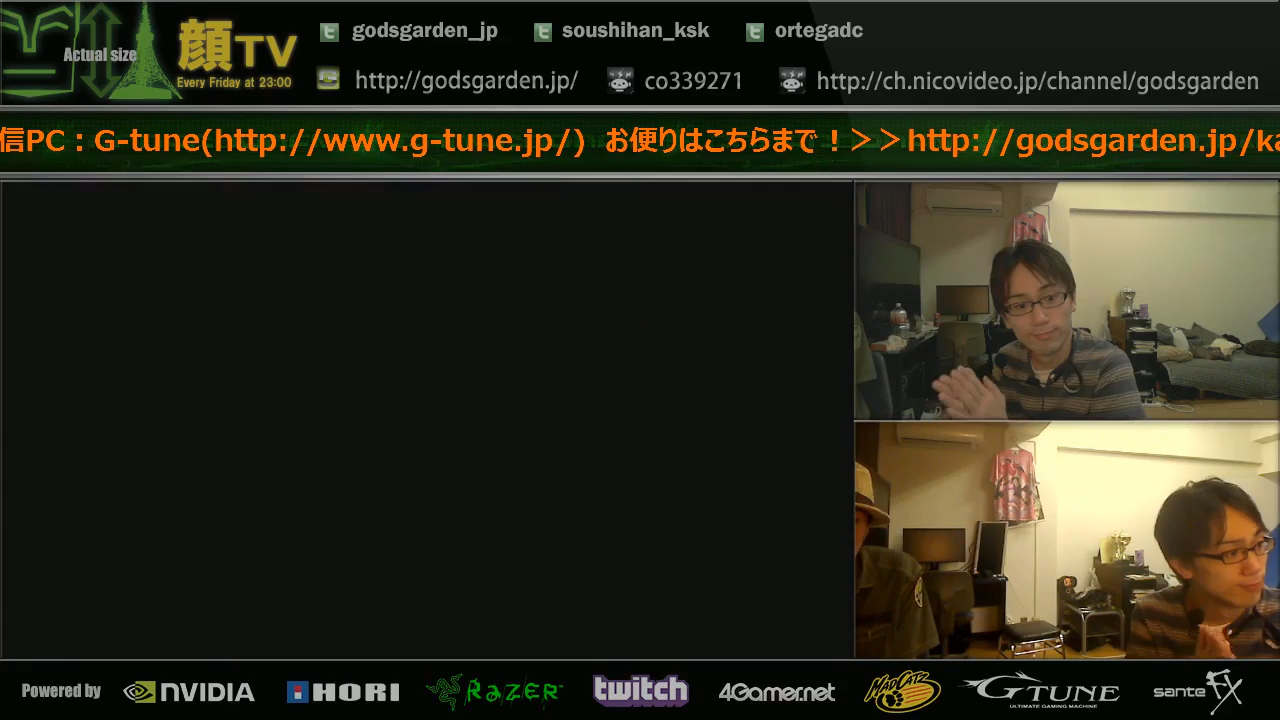 Actual size
顔TV
Every Friday at 23:00
godsgarden_jp
soushihan_ksk
ortegadc
http://godsgarden.jp/
co339271
http://ch.nicovideo.jp/channel/godsgarden
信PC：G-tune(http://www.g-tune.jp/) お便りはこちらまで！＞＞http://godsgarden.jp/ka
Powered by
NVIDIA
HORI
RAZER
twitch
4Gamer.net
MAD CATZ
G TUNE
ULTIMATE GAMING MACHINE
sante FX